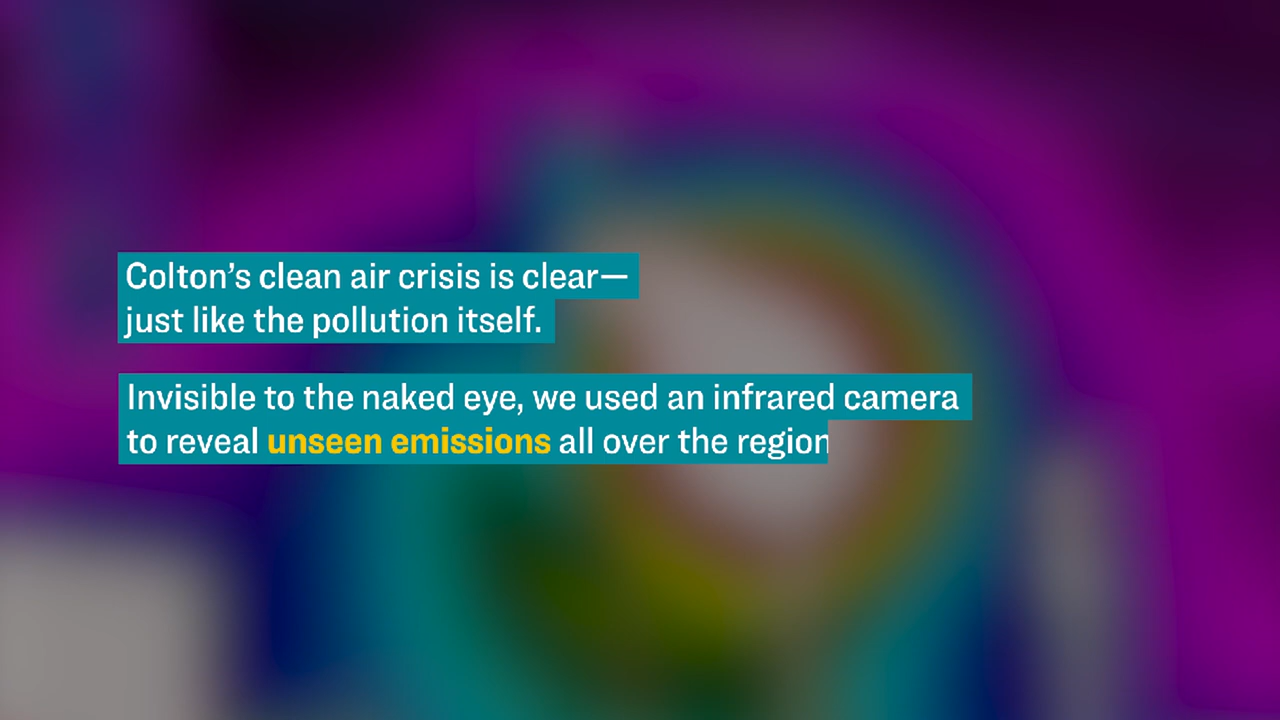 Colton’s clean air crisis is clear—
just like the pollution itself.
Invisible to the naked eye, we used an infrared camera
to reveal unseen emissions all over the region